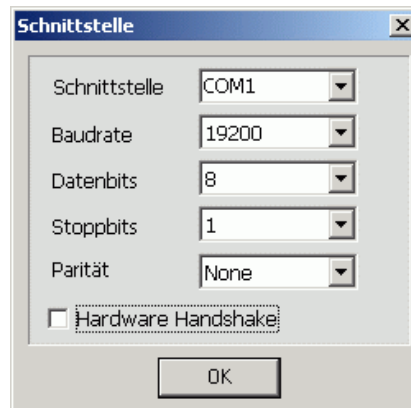 Schnittstelle
Schnittstelle COM1
Baudrate 19200
Datenbits 8
Stoppbits 1
Parität None
Hardware Handshake
OK